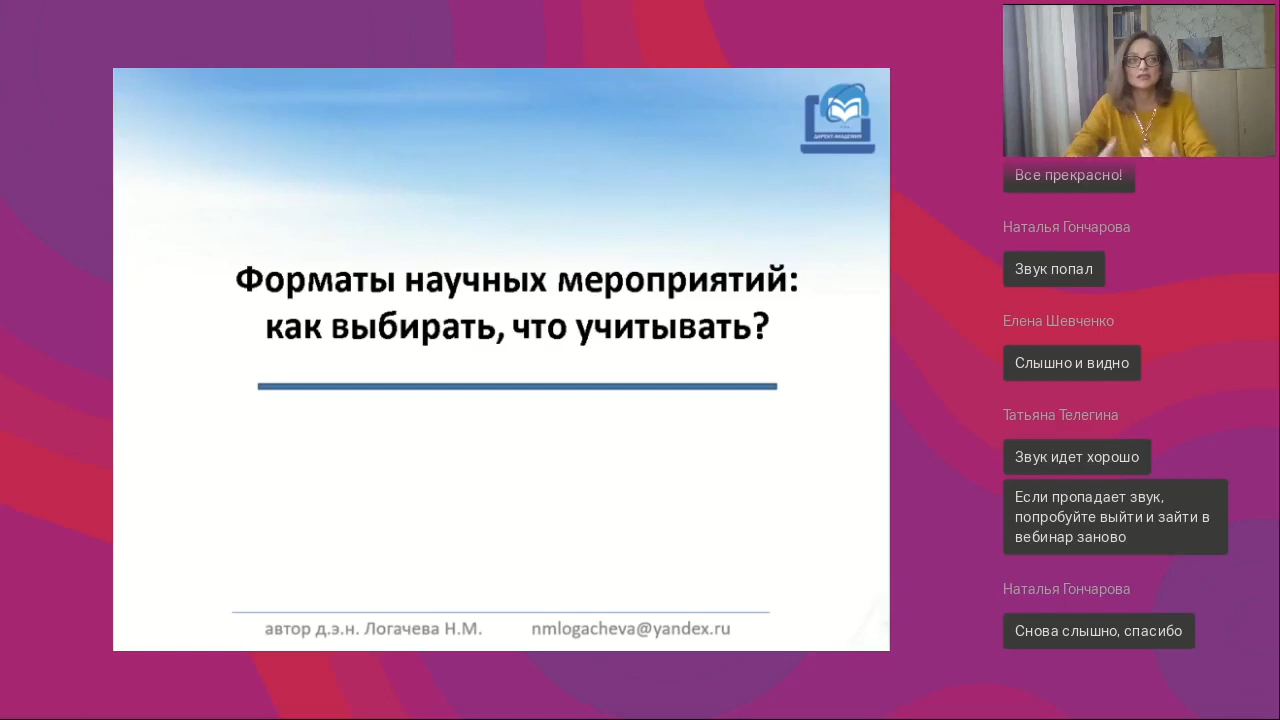 ДИРЕКТ-АКАДЕМИЯ
Форматы научных мероприятий:
как выбирать, что учитывать?
автор д.э.н. Логачева Н.М.
nmlogacheva@yandex.ru
Все прекрасно!
Наталья Гончарова
Звук попал
Елена Шевченко
Слышно и видно
Татьяна Телегина
Звук идет хорошо
Если пропадает звук,
попробуйте выйти и зайти в
вебинар заново
Наталья Гончарова
Снова слышно, спасибо